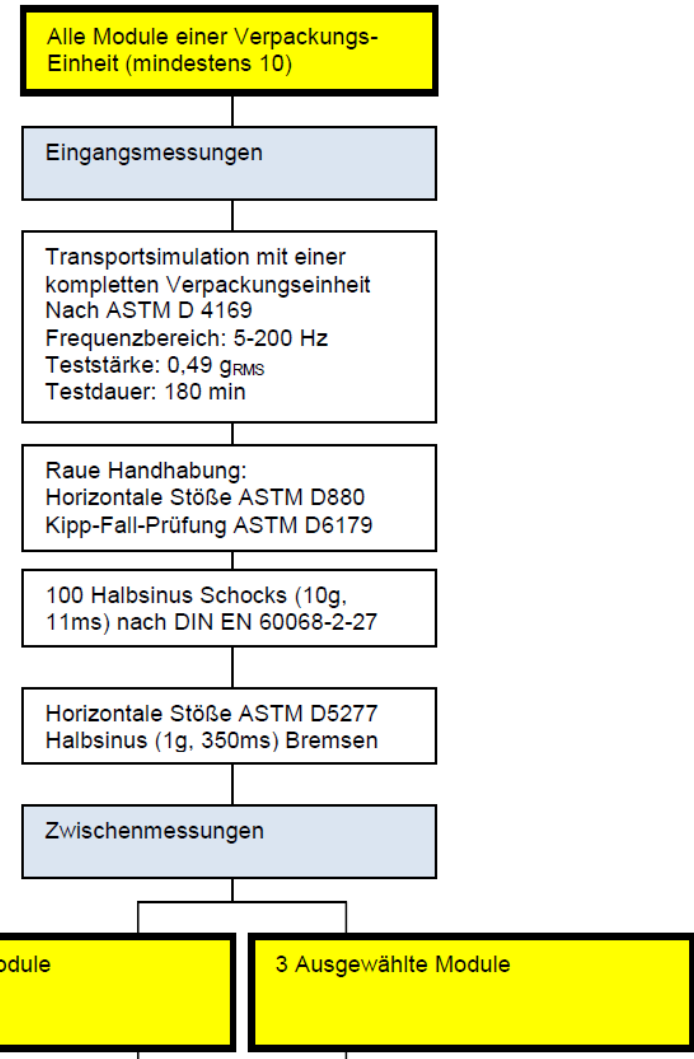 Alle Module einer Verpackungs-
Einheit (mindestens 10)
Eingangsmessungen
Transportsimulation mit einer
kompletten Verpackungseinheit
Nach ASTM D 4169
Frequenzbereich: 5-200 Hz
Teststärke: 0,49 gRMS
Testdauer: 180 min
Raue Handhabung:
Horizontale Stöße ASTM D880
Kipp-Fall-Prüfung ASTM D6179
100 Halbsinus Schocks (10g,
11ms) nach DIN EN 60068-2-27
Horizontale Stöße ASTM D5277
Halbsinus (1g, 350ms) Bremsen
Zwischenmessungen
odule
3 Ausgewählte Module